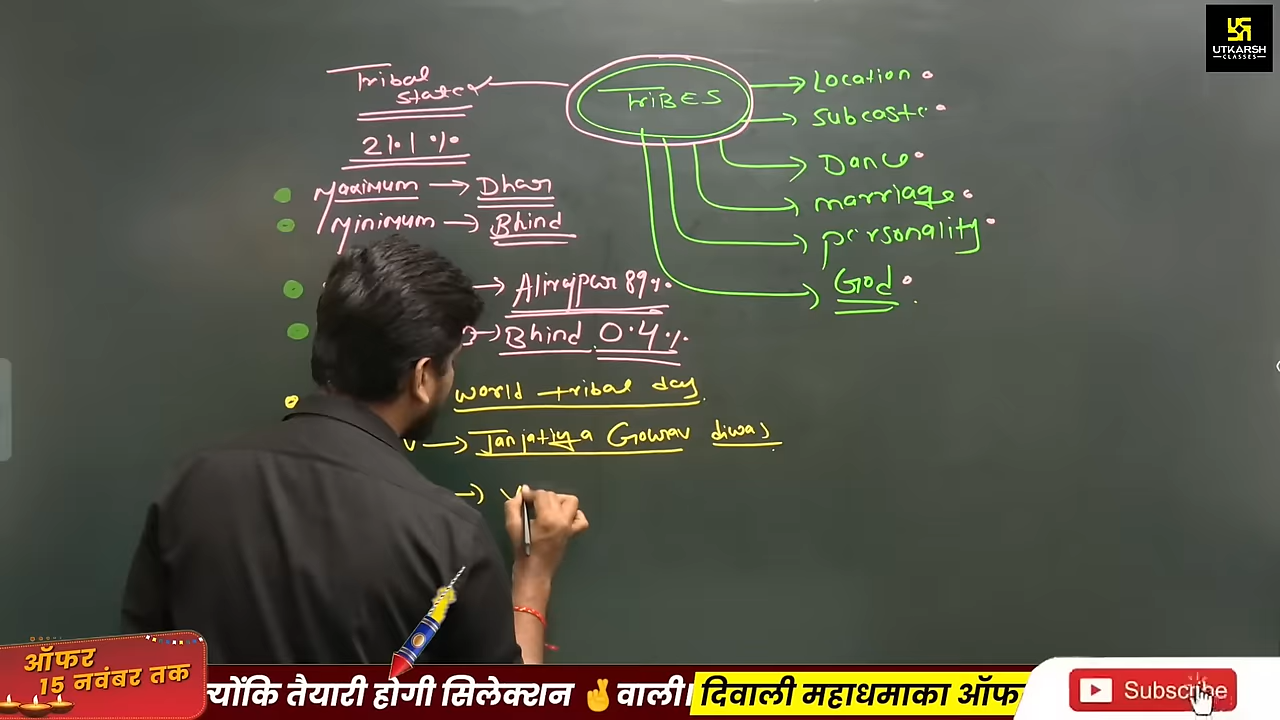 UTKARSH
CLASSES
TRIBES
Tribal
State
21.1 %
Maximum → Dhar
Minimum → Bhind
→ Alirajpur 89%
→ Bhind 0.4 %
world tribal day
v → Janjatiya Gowrav diwas
→ V
→ Location
→ subcaste
→ Dance
→ marriage
→ personality
→ God
ऑफर
15 नवंबर तक
योंकि तैयारी होगी सिलेक्शन 🤞वाली। दिवाली महाधमाका ऑफ
Subscribe